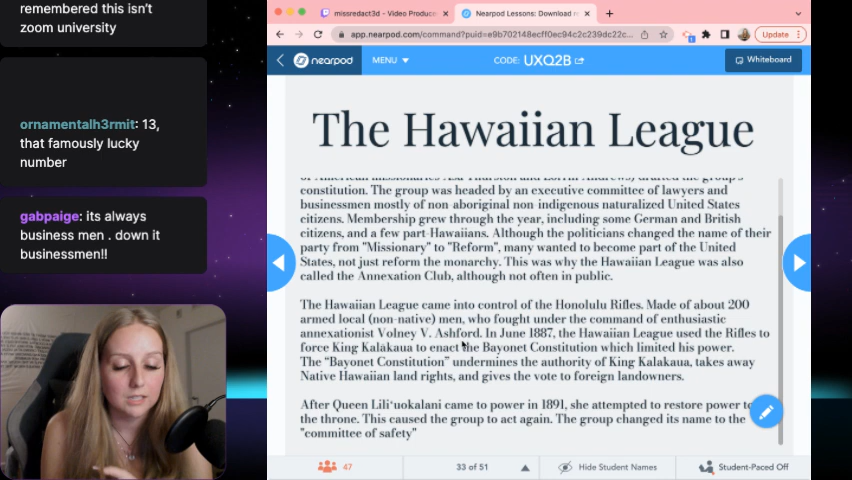 remembered this isn't
zoom university
ornamentalh3rmit: 13,
that famously lucky
number
gabpaige: its always
business men . down it
businessmen!!
missredact3d - Video Produce
Nearpod Lessons: Download n
app.nearpod.com/command?puid=e9b702148ecff0ec94c2c239dc22c...
Update
nearpod
MENU
CODE: UXQ2B
Whiteboard
The Hawaiian League
of American missionaries Asa Thurston and Lorrin Andrews) drafted the group's
constitution. The group was headed by an executive committee of lawyers and
businessmen mostly of non-aboriginal non-indigenous naturalized United States
citizens. Membership grew through the year, including some German and British
citizens, and a few part-Hawaiians. Although the politicians changed the name of their
party from "Missionary" to "Reform", many wanted to become part of the United
States, not just reform the monarchy. This was why the Hawaiian League was also
called the Annexation Club, although not often in public.
The Hawaiian League came into control of the Honolulu Rifles. Made of about 200
armed local (non-native) men, who fought under the command of enthusiastic
annexationist Volney V. Ashford. In June 1887, the Hawaiian League used the Rifles to
force King Kalākaua to enact the Bayonet Constitution which limited his power.
The “Bayonet Constitution” undermines the authority of King Kalakaua, takes away
Native Hawaiian land rights, and gives the vote to foreign landowners.
After Queen Liliʻuokalani came to power in 1891, she attempted to restore power to
the throne. This caused the group to act again. The group changed its name to the
"committee of safety"
47
33 of 51
Hide Student Names
Student-Paced Off